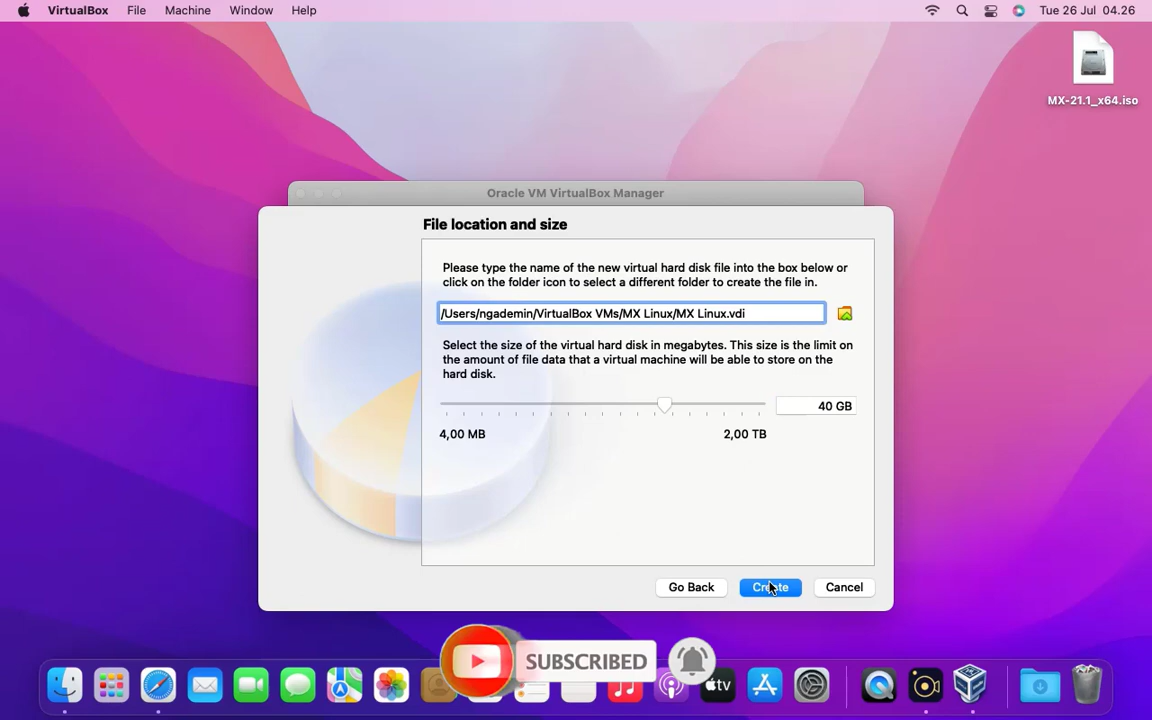 VirtualBox File Machine Window Help Tue 26 Jul 04.26
MX-21.1_x64.iso
Oracle VM VirtualBox Manager
File location and size
Please type the name of the new virtual hard disk file into the box below or
click on the folder icon to select a different folder to create the file in.
/Users/ngademin/VirtualBox VMs/MX Linux/MX Linux.vdi
Select the size of the virtual hard disk in megabytes. This size is the limit on
the amount of file data that a virtual machine will be able to store on the
hard disk.
40 GB
4,00 MB 2,00 TB
Go Back Create Cancel
SUBSCRIBED
tv